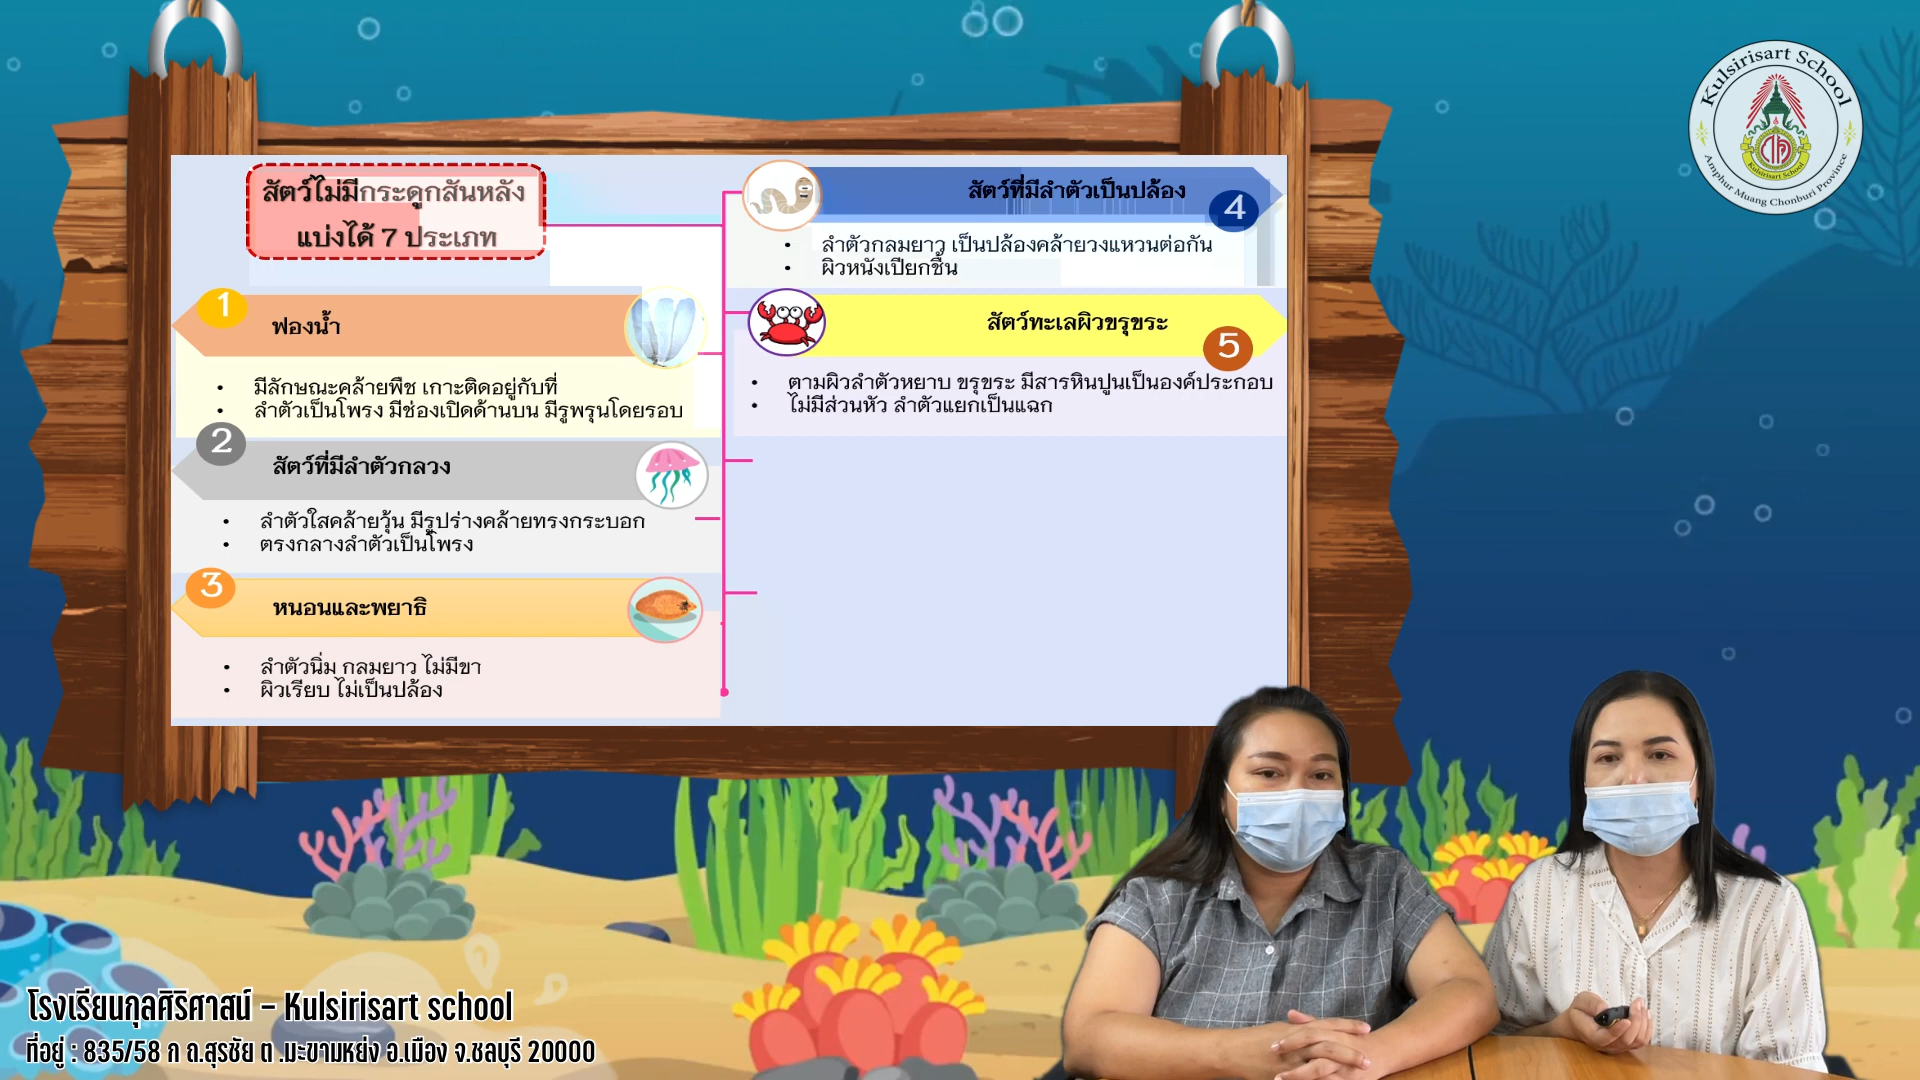 สัตว์ไม่มีกระดูกสันหลัง
แบ่งได้ 7 ประเภท
1
ฟองน้ำ
• มีลักษณะคล้ายพืช เกาะติดอยู่กับที่
• ลำตัวเป็นโพรง มีช่องเปิดด้านบน มีรูพรุนโดยรอบ
2
สัตว์ที่มีลำตัวกลวง
• ลำตัวใสคล้ายวุ้น มีรูปร่างคล้ายทรงกระบอก
• ตรงกลางลำตัวเป็นโพรง
3
หนอนและพยาธิ
• ลำตัวนิ่ม กลมยาว ไม่มีขา
• ผิวเรียบ ไม่เป็นปล้อง
สัตว์ที่มีลำตัวเป็นปล้อง
4
• ลำตัวกลมยาว เป็นปล้องคล้ายวงแหวนต่อกัน
• ผิวหนังเปียกชื้น
สัตว์ทะเลผิวขรุขระ
5
• ตามผิวลำตัวหยาบ ขรุขระ มีสารหินปูนเป็นองค์ประกอบ
• ไม่มีส่วนหัว ลำตัวแยกเป็นแฉก
Kulsirisart School
Kulsirisart School
Amphur Muang Chonburi Province
โรงเรียนกุลศิริศาสน์ – Kulsirisart school
ที่อยู่ : 835/58 ก ถ.สุรชัย ต .มะขามหย่ง อ.เมือง จ.ชลบุรี 20000